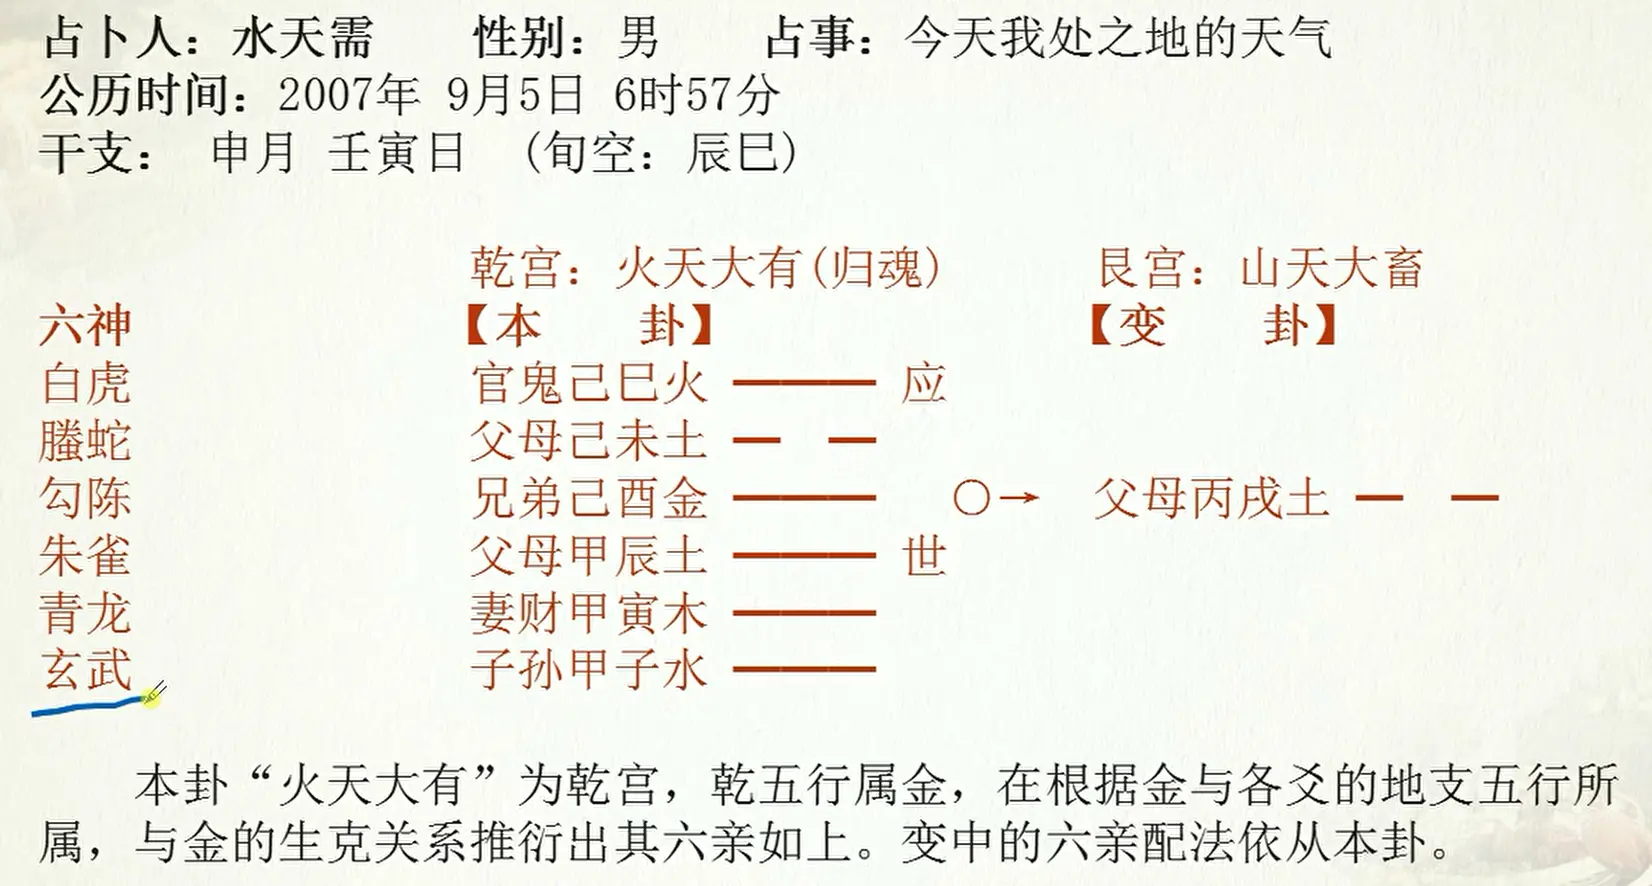 占卜人：水天需 性别：男 占事：今天我处之地的天气
公历时间：2007年 9月5日 6时57分
干支： 申月 壬寅日 （旬空：辰巳）
乾宫：火天大有(归魂) 艮宫：山天大畜
六神 【本 卦】 【变 卦】
白虎 官鬼己巳火 应
螣蛇 父母己未土
勾陈 兄弟己酉金 ○→ 父母丙戌土
朱雀 父母甲辰土 世
青龙 妻财甲寅木
玄武 子孙甲子水
本卦“火天大有”为乾宫，乾五行属金，在根据金与各爻的地支五行所
属，与金的生克关系推衍出其六亲如上。变中的六亲配法依从本卦。